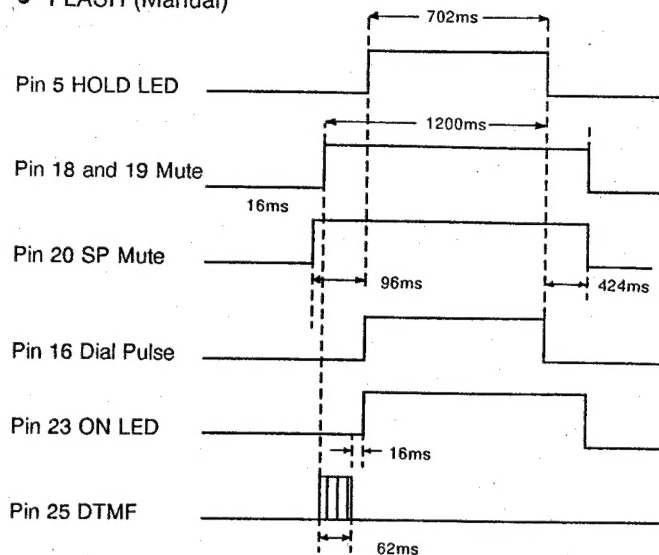 • FLASH (Manual)
702ms
Pin 5 HOLD LED
1200ms
Pin 18 and 19 Mute
16ms
Pin 20 SP Mute
96ms
424ms
Pin 16 Dial Pulse
Pin 23 ON LED
16ms
Pin 25 DTMF
62ms